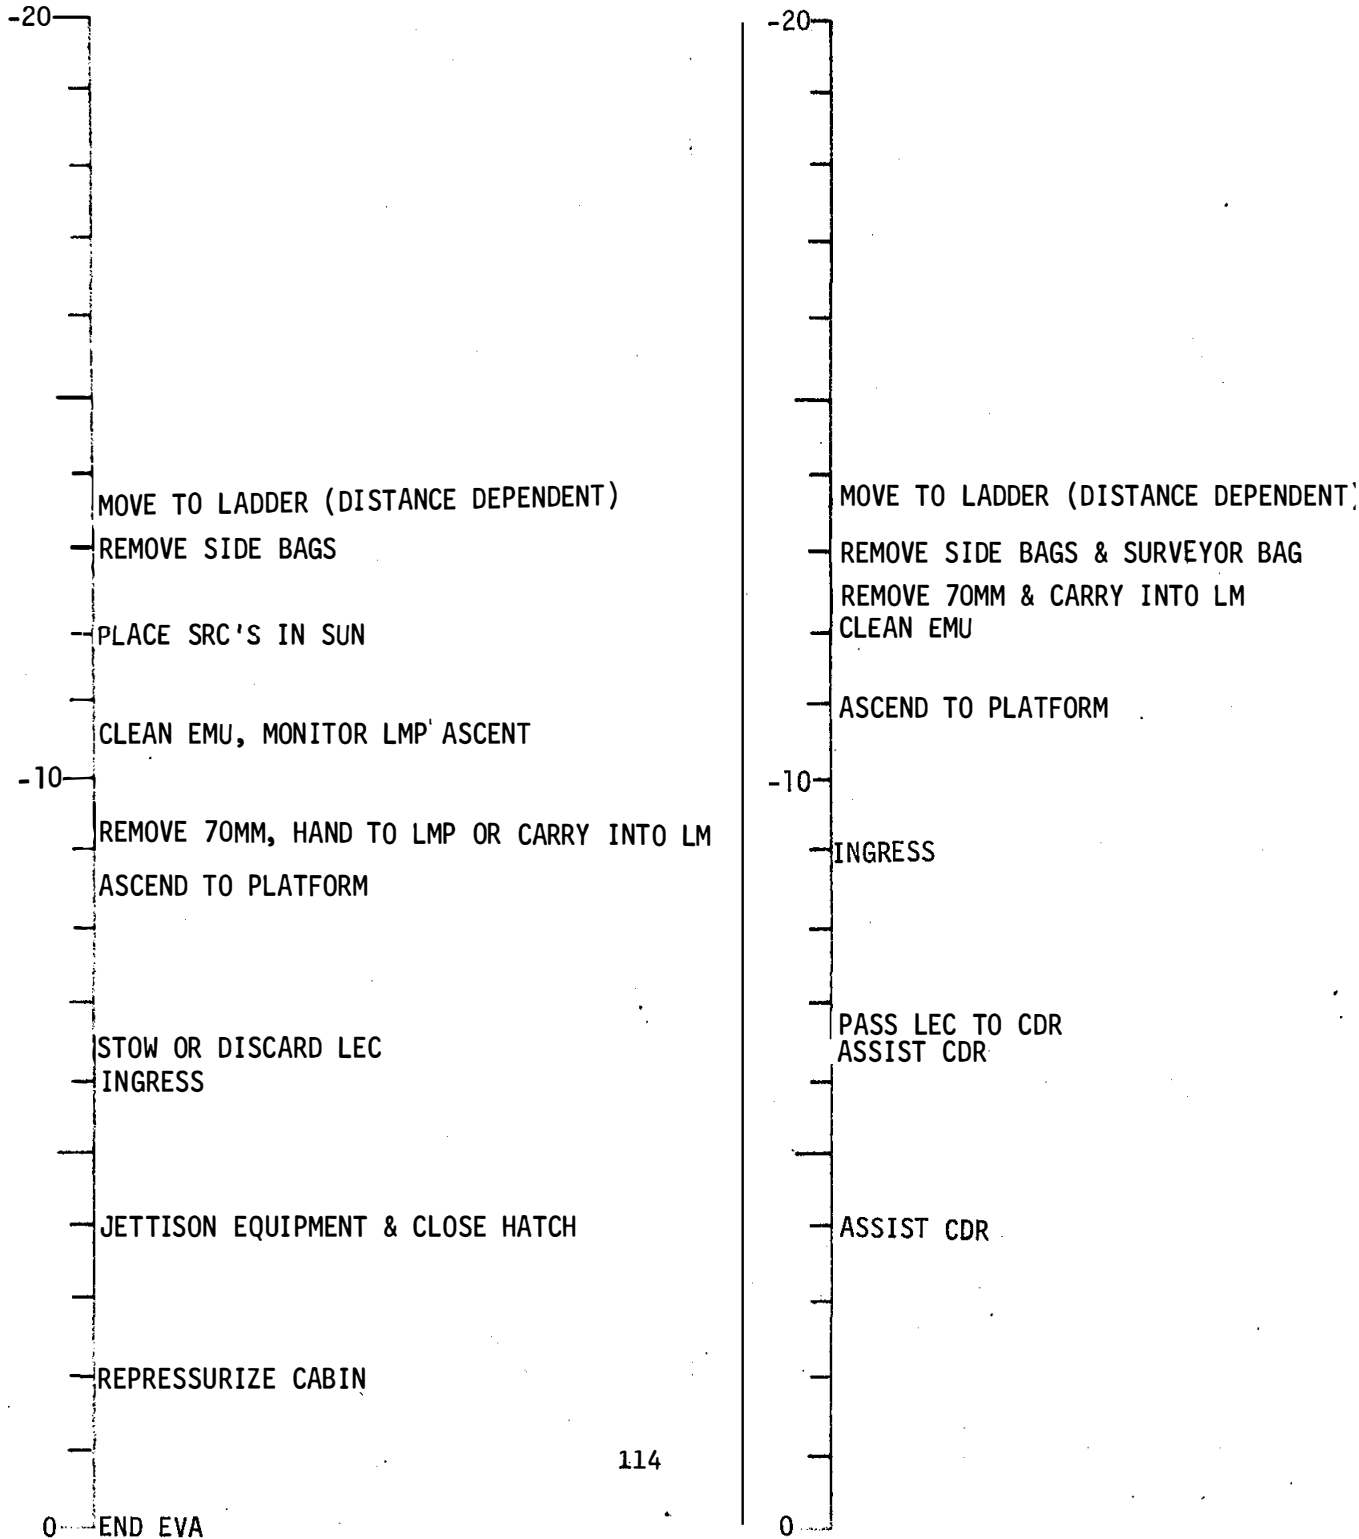 -20
MOVE TO LADDER (DISTANCE DEPENDENT)
REMOVE SIDE BAGS
PLACE SRC'S IN SUN
CLEAN EMU, MONITOR LMP' ASCENT
-10
REMOVE 70MM, HAND TO LMP OR CARRY INTO LM
ASCEND TO PLATFORM
STOW OR DISCARD LEC
INGRESS
JETTISON EQUIPMENT & CLOSE HATCH
REPRESSURIZE CABIN
0 END EVA
-20
MOVE TO LADDER (DISTANCE DEPENDENT)
REMOVE SIDE BAGS & SURVEYOR BAG
REMOVE 70MM & CARRY INTO LM
CLEAN EMU
ASCEND TO PLATFORM
-10
INGRESS
PASS LEC TO CDR
ASSIST CDR
ASSIST CDR
0
114